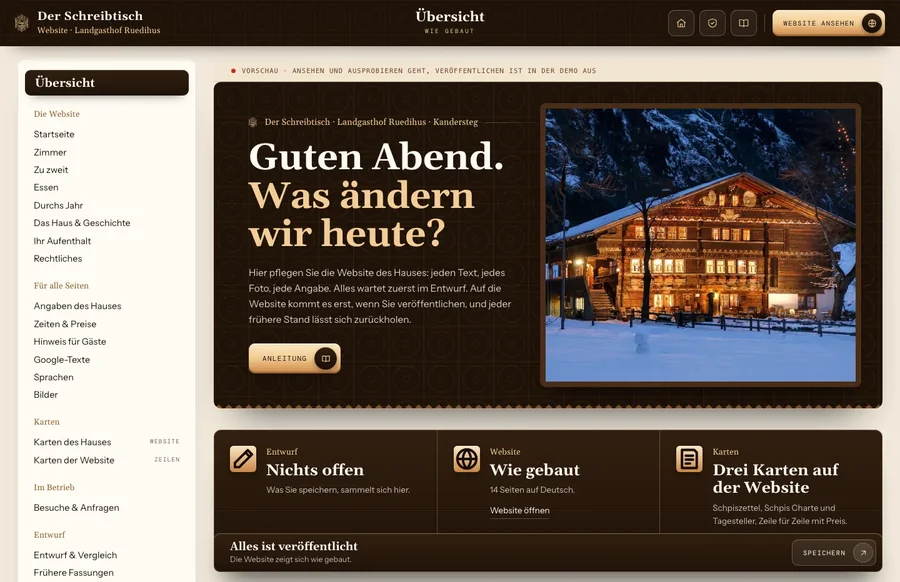 Der Schreibtisch
Website · Landgasthof Ruedihus
Übersicht
WIE GEBAUT
WEBSITE ANSEHEN
Übersicht
Die Website
Startseite
Zimmer
Zu zweit
Essen
Durchs Jahr
Das Haus & Geschichte
Ihr Aufenthalt
Rechtliches
Für alle Seiten
Angaben des Hauses
Zeiten & Preise
Hinweis für Gäste
Google-Texte
Sprachen
Bilder
Karten
Karten des Hauses WEBSITE
Karten der Website ZEILEN
Im Betrieb
Besuche & Anfragen
Entwurf
Entwurf & Vergleich
Frühere Fassungen
VORSCHAU · ANSEHEN UND AUSPROBIEREN GEHT, VERÖFFENTLICHEN IST IN DER DEMO AUS
Der Schreibtisch · Landgasthof Ruedihus · Kandersteg
Guten Abend.
Was ändern
wir heute?
Hier pflegen Sie die Website des Hauses: jeden Text, jedes
Foto, jede Angabe. Alles wartet zuerst im Entwurf. Auf die
Website kommt es erst, wenn Sie veröffentlichen, und jeder
frühere Stand lässt sich zurückholen.
ANLEITUNG
Entwurf
Nichts offen
Was Sie speichern, sammelt sich hier.
Website
Wie gebaut
14 Seiten auf Deutsch.
Website öffnen
Karten
Drei Karten auf
der Website
Schpiszettel, Schpis Charte und
Tagesteller, Zeile für Zeile mit Preis.
Alles ist veröffentlicht
Die Website zeigt sich wie gebaut.
SPEICHERN